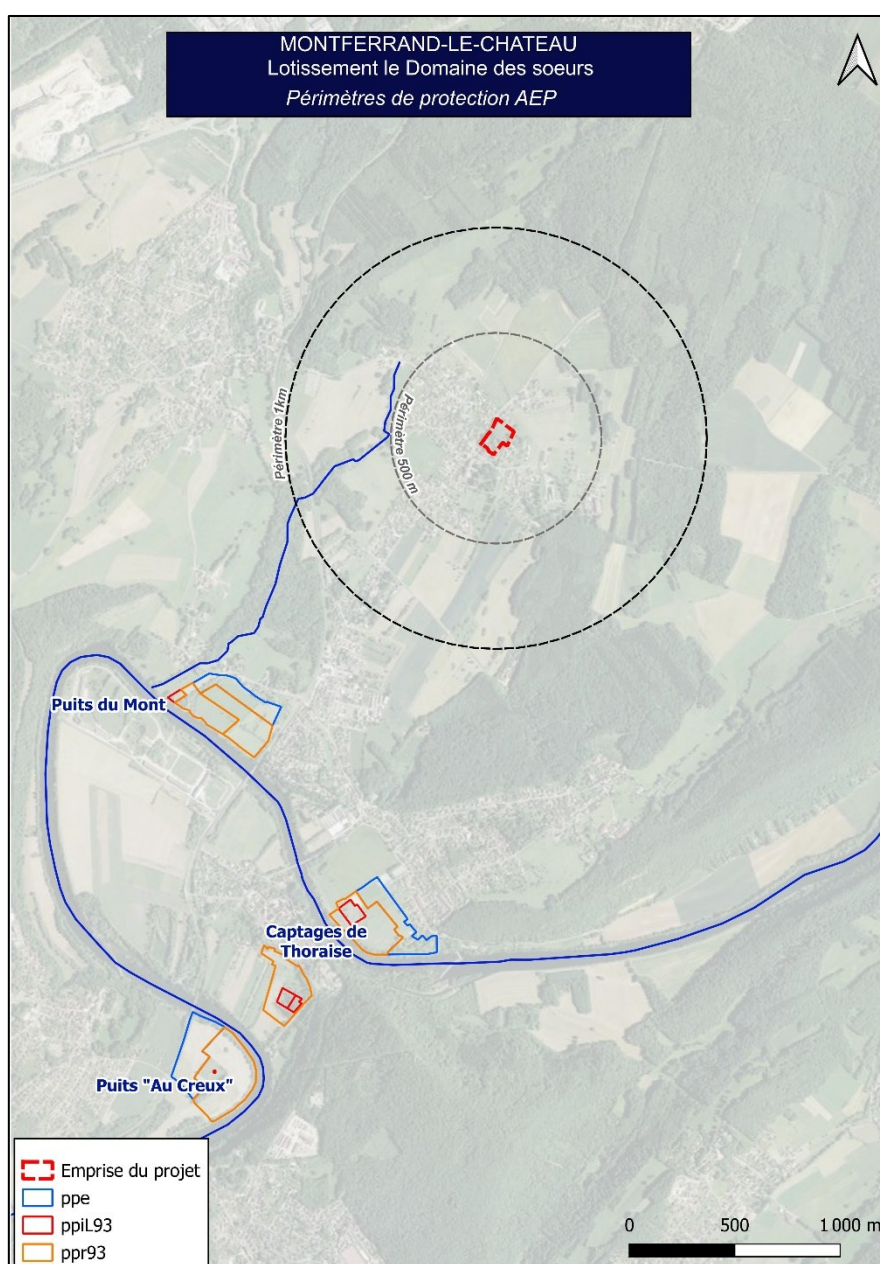 MONTFERRAND-LE-CHATEAU
Lotissement le Domaine des soeurs
Périmètres de protection AEP
Périmètre 1km
Périmètre 500 m
Puits du Mont
Captages de
Thoraise
Puits "Au Creux"
Emprise du projet
ppe
ppiL93
ppr93
0 500 1 000 m